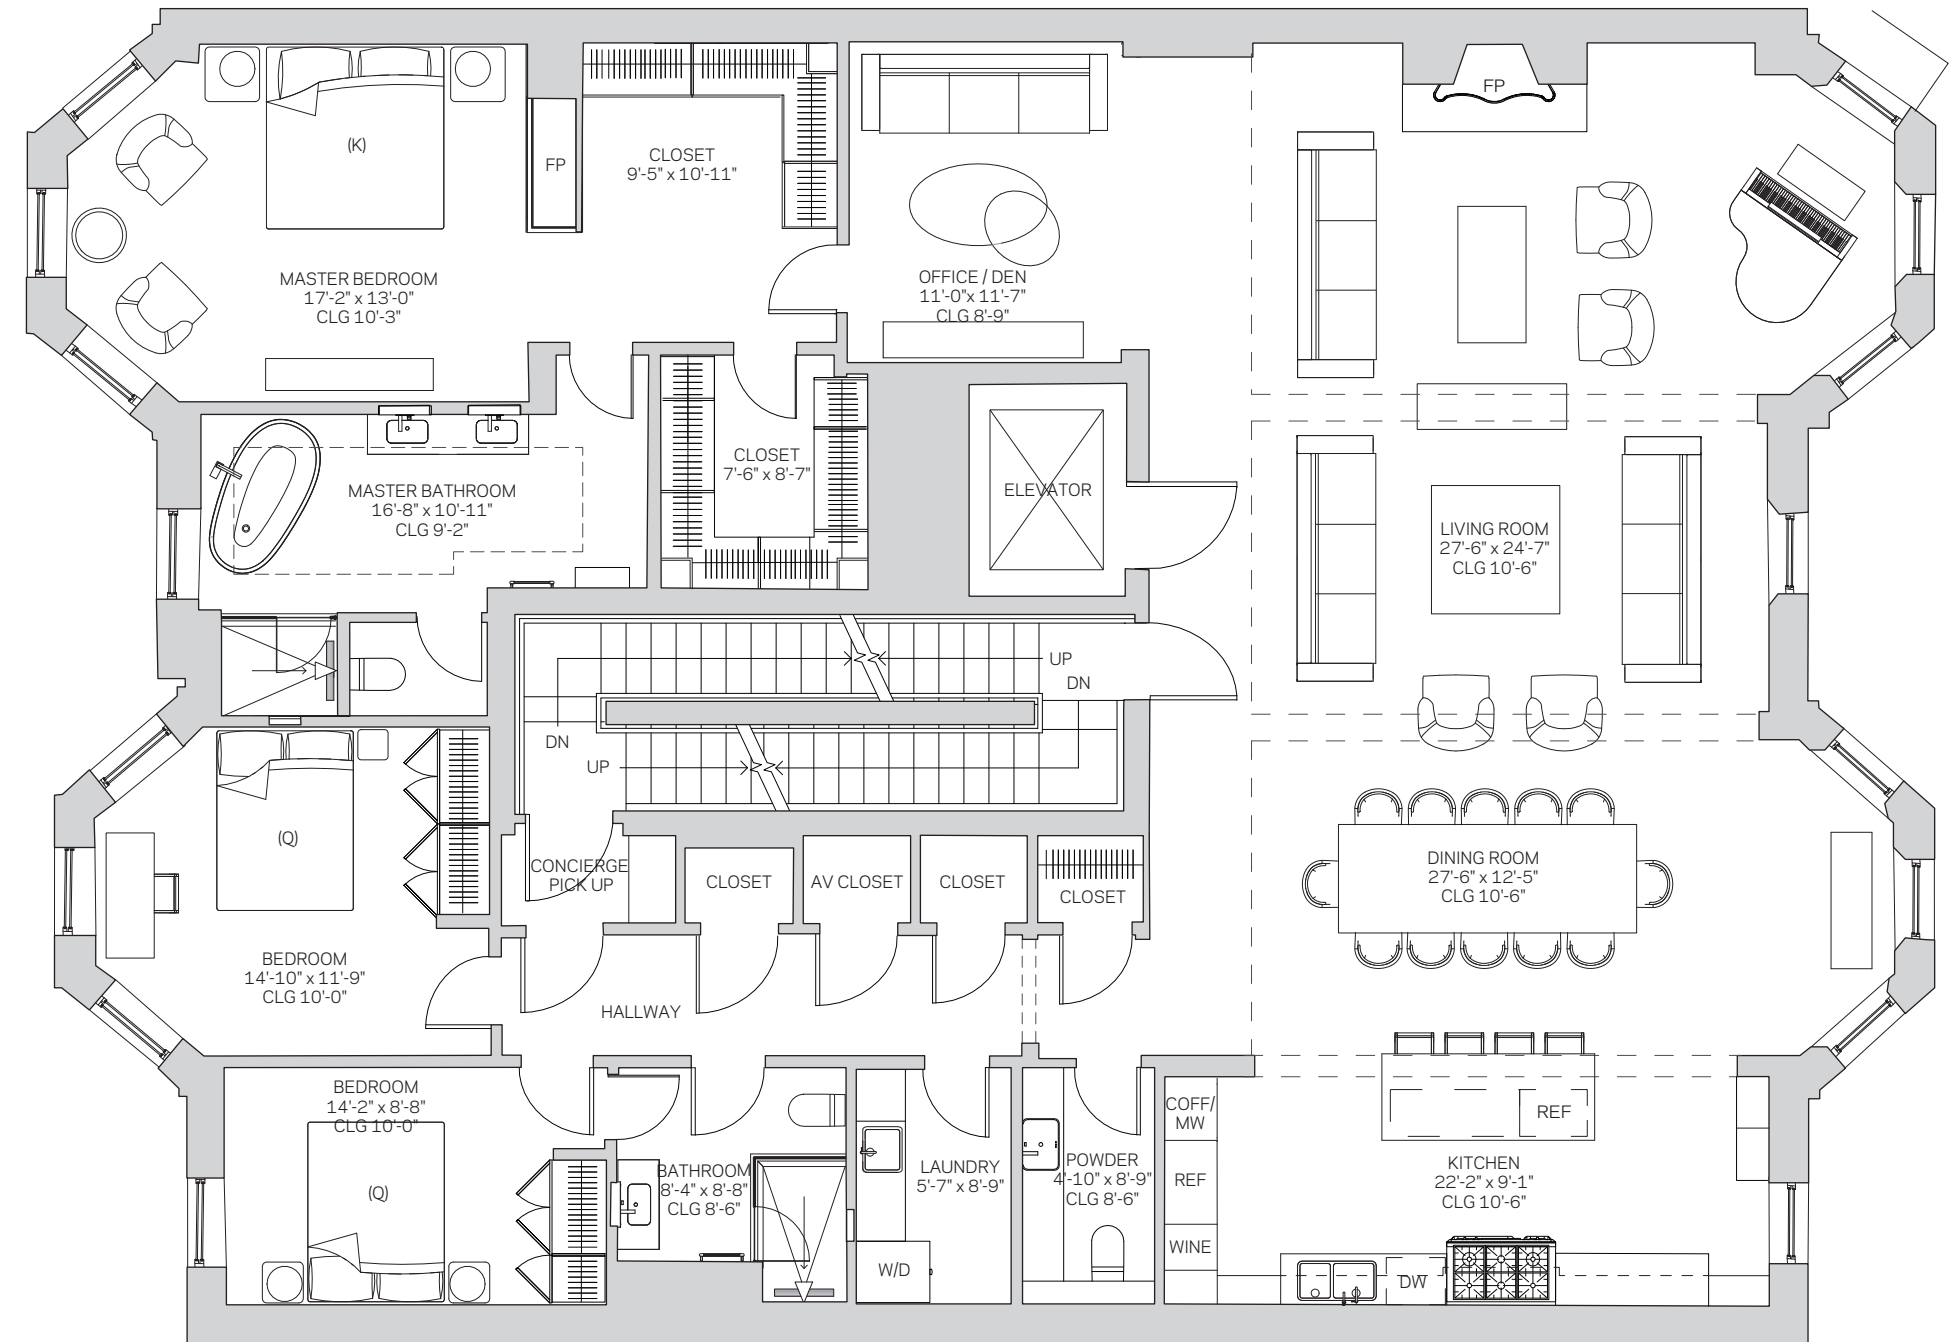 FP
(K)
FP
CLOSET
9'-5" x 10'-11"
MASTER BEDROOM
17'-2" x 13'-0"
CLG 10'-3"
OFFICE / DEN
11'-0"x 11'-7"
CLG 8'-9"
CLOSET
7'-6" x 8'-7"
MASTER BATHROOM
16'-8" x 10'-11"
CLG 9'-2"
ELEVATOR
LIVING ROOM
27'-6" x 24'-7"
CLG 10'-6"
UP
DN
DN
UP
(Q)
CONCIERGE
PICK UP
CLOSET
AV CLOSET
CLOSET
CLOSET
DINING ROOM
27'-6" x 12'-5"
CLG 10'-6"
BEDROOM
14'-10" x 11'-9"
CLG 10'-0"
HALLWAY
BEDROOM
14'-2" x 8'-8"
CLG 10'-0"
(Q)
BATHROOM
8'-4" x 8'-8"
CLG 8'-6"
LAUNDRY
5'-7" x 8'-9"
W/D
POWDER
4'-10" x 8'-9"
CLG 8'-6"
COFF/
MW
REF
WINE
REF
KITCHEN
22'-2" x 9'-1"
CLG 10'-6"
DW